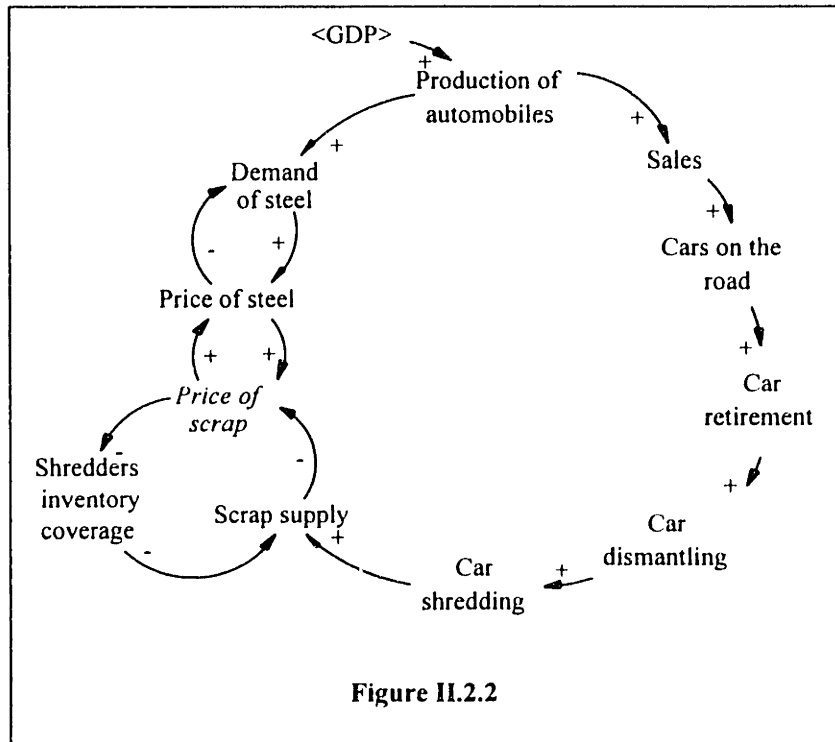 <GDP>
+
Production of
automobiles
+
+
Sales
Demand
of steel
+
-
+
Cars on the
road
Price of steel
+
+
+
Price of
scrap
Car
retirement
-
-
Shredders
inventory
coverage
Scrap supply
+
-
+
Car
dismantling
Car
shredding
+
Figure II.2.2